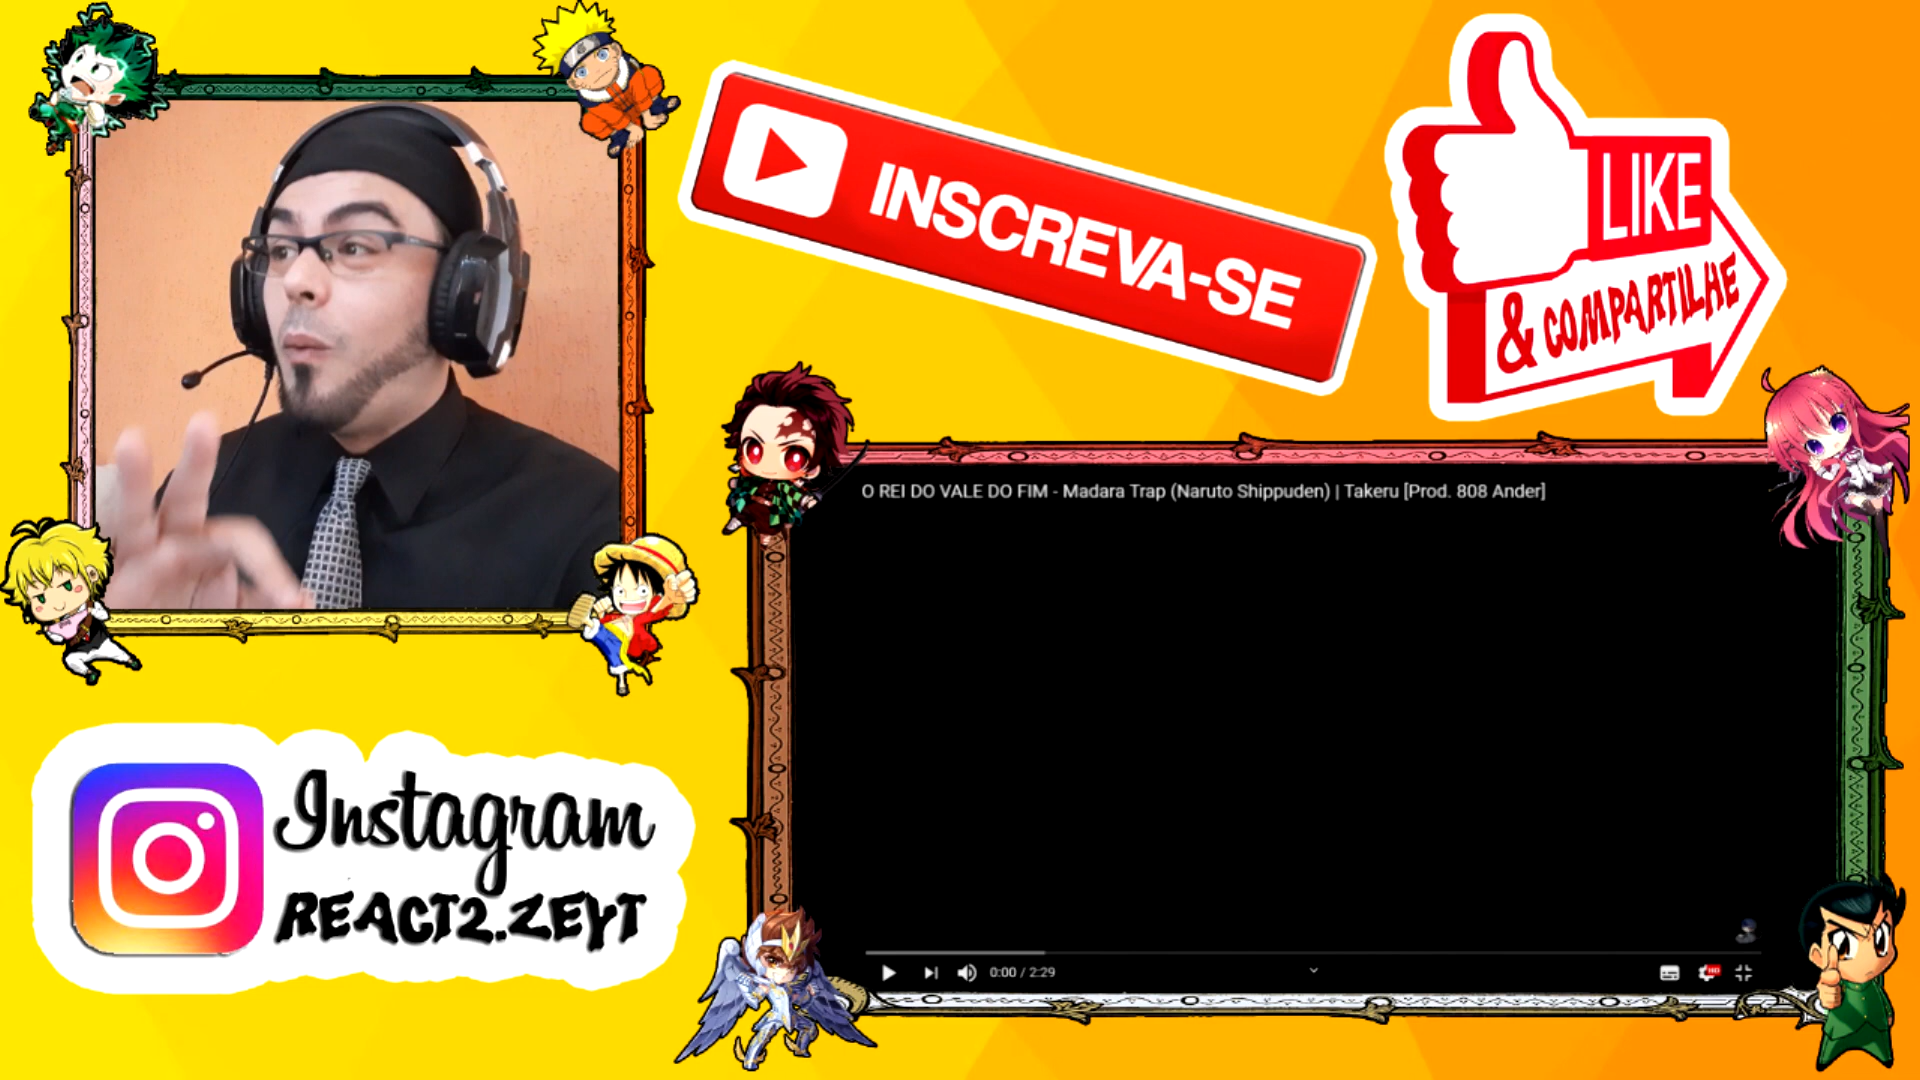 INSCREVA-SE
LIKE
& COMPARTILHE
O REI DO VALE DO FIM - Madara Trap (Naruto Shippuden) | Takeru [Prod. 808 Ander]
Instagram
REACT2.ZEYT
0:00 / 2:29
HD